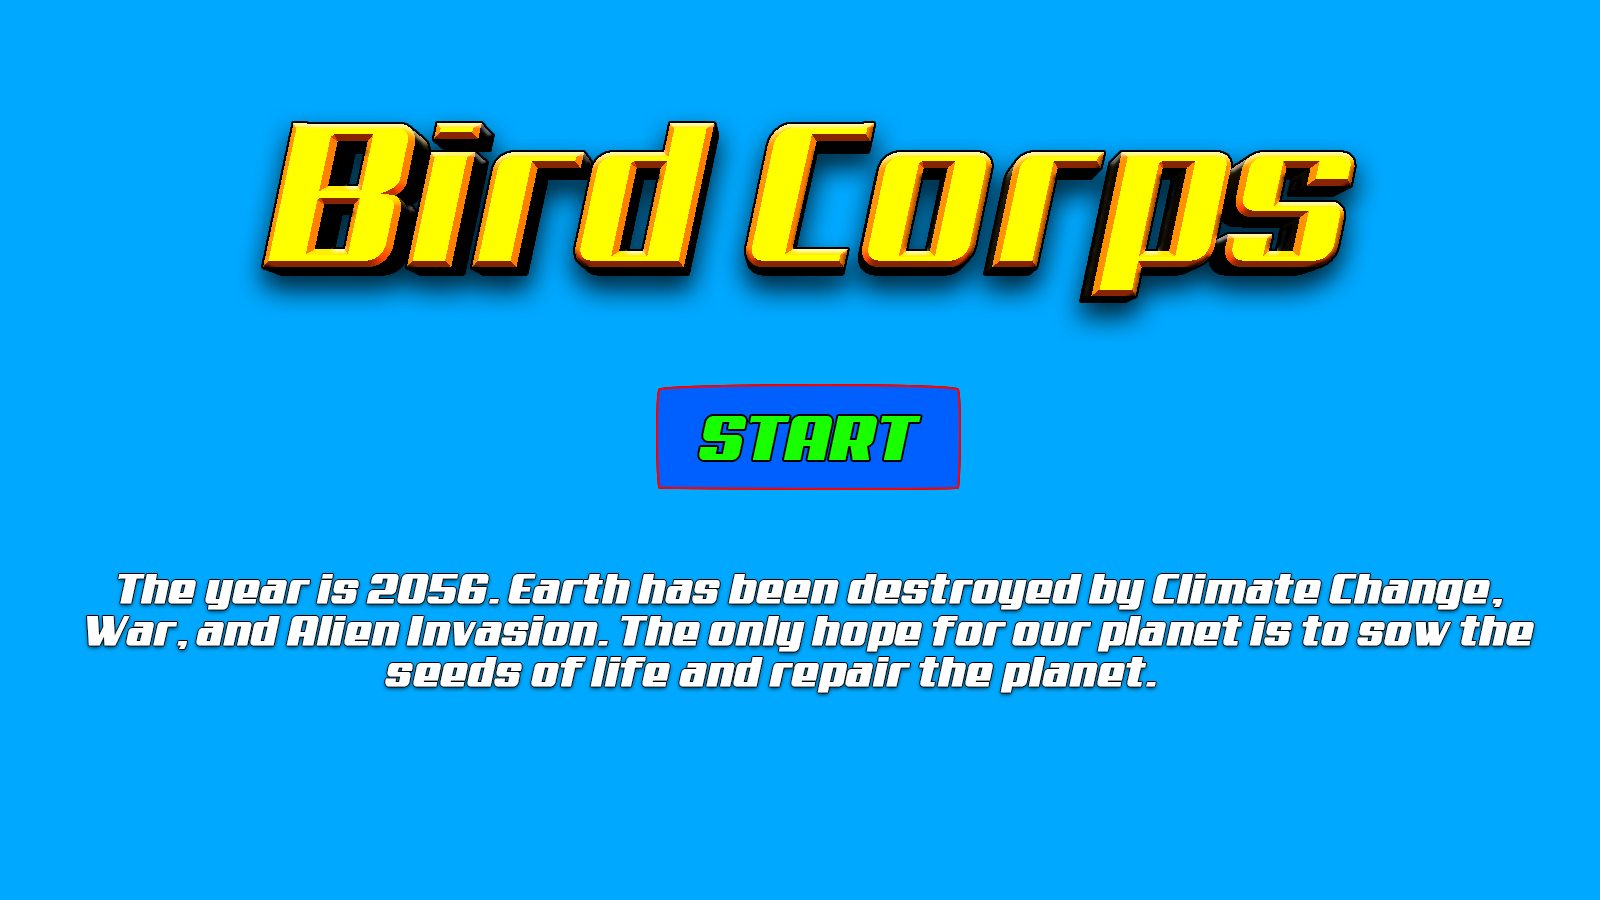 Bird Corps
START
The year is 2056. Earth has been destroyed by Climate Change,
War, and Alien Invasion. The only hope for our planet is to sow the
seeds of life and repair the planet.